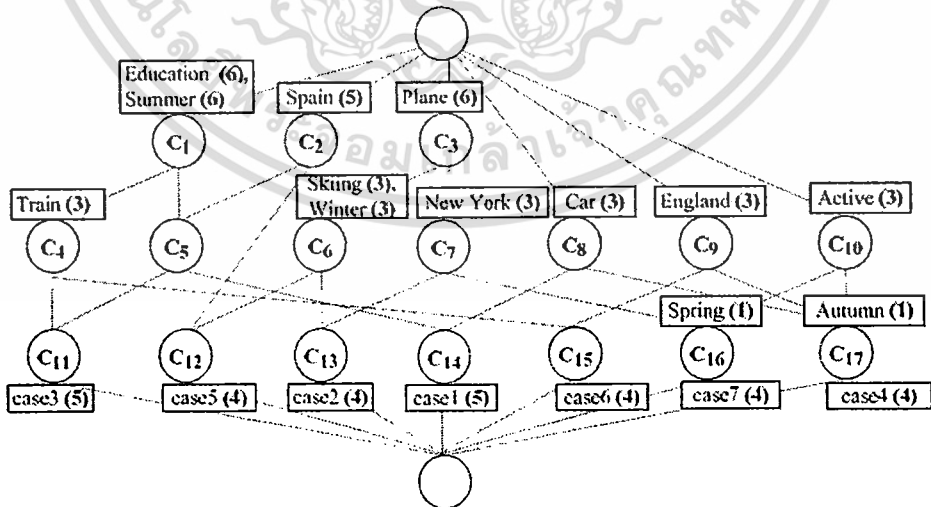 Education (6),
Summer (6)
Spain (5)
Plane (6)
C1
C2
C3
Train (3)
Skiing (3),
Winter (3)
New York (3)
Car (3)
England (3)
Active (3)
C4
C5
C6
C7
C8
C9
C10
Spring (1)
Autumn (1)
C11
C12
C13
C14
C15
C16
C17
case3 (5)
case5 (4)
case2 (4)
case1 (5)
case6 (4)
case7 (4)
case4 (4)